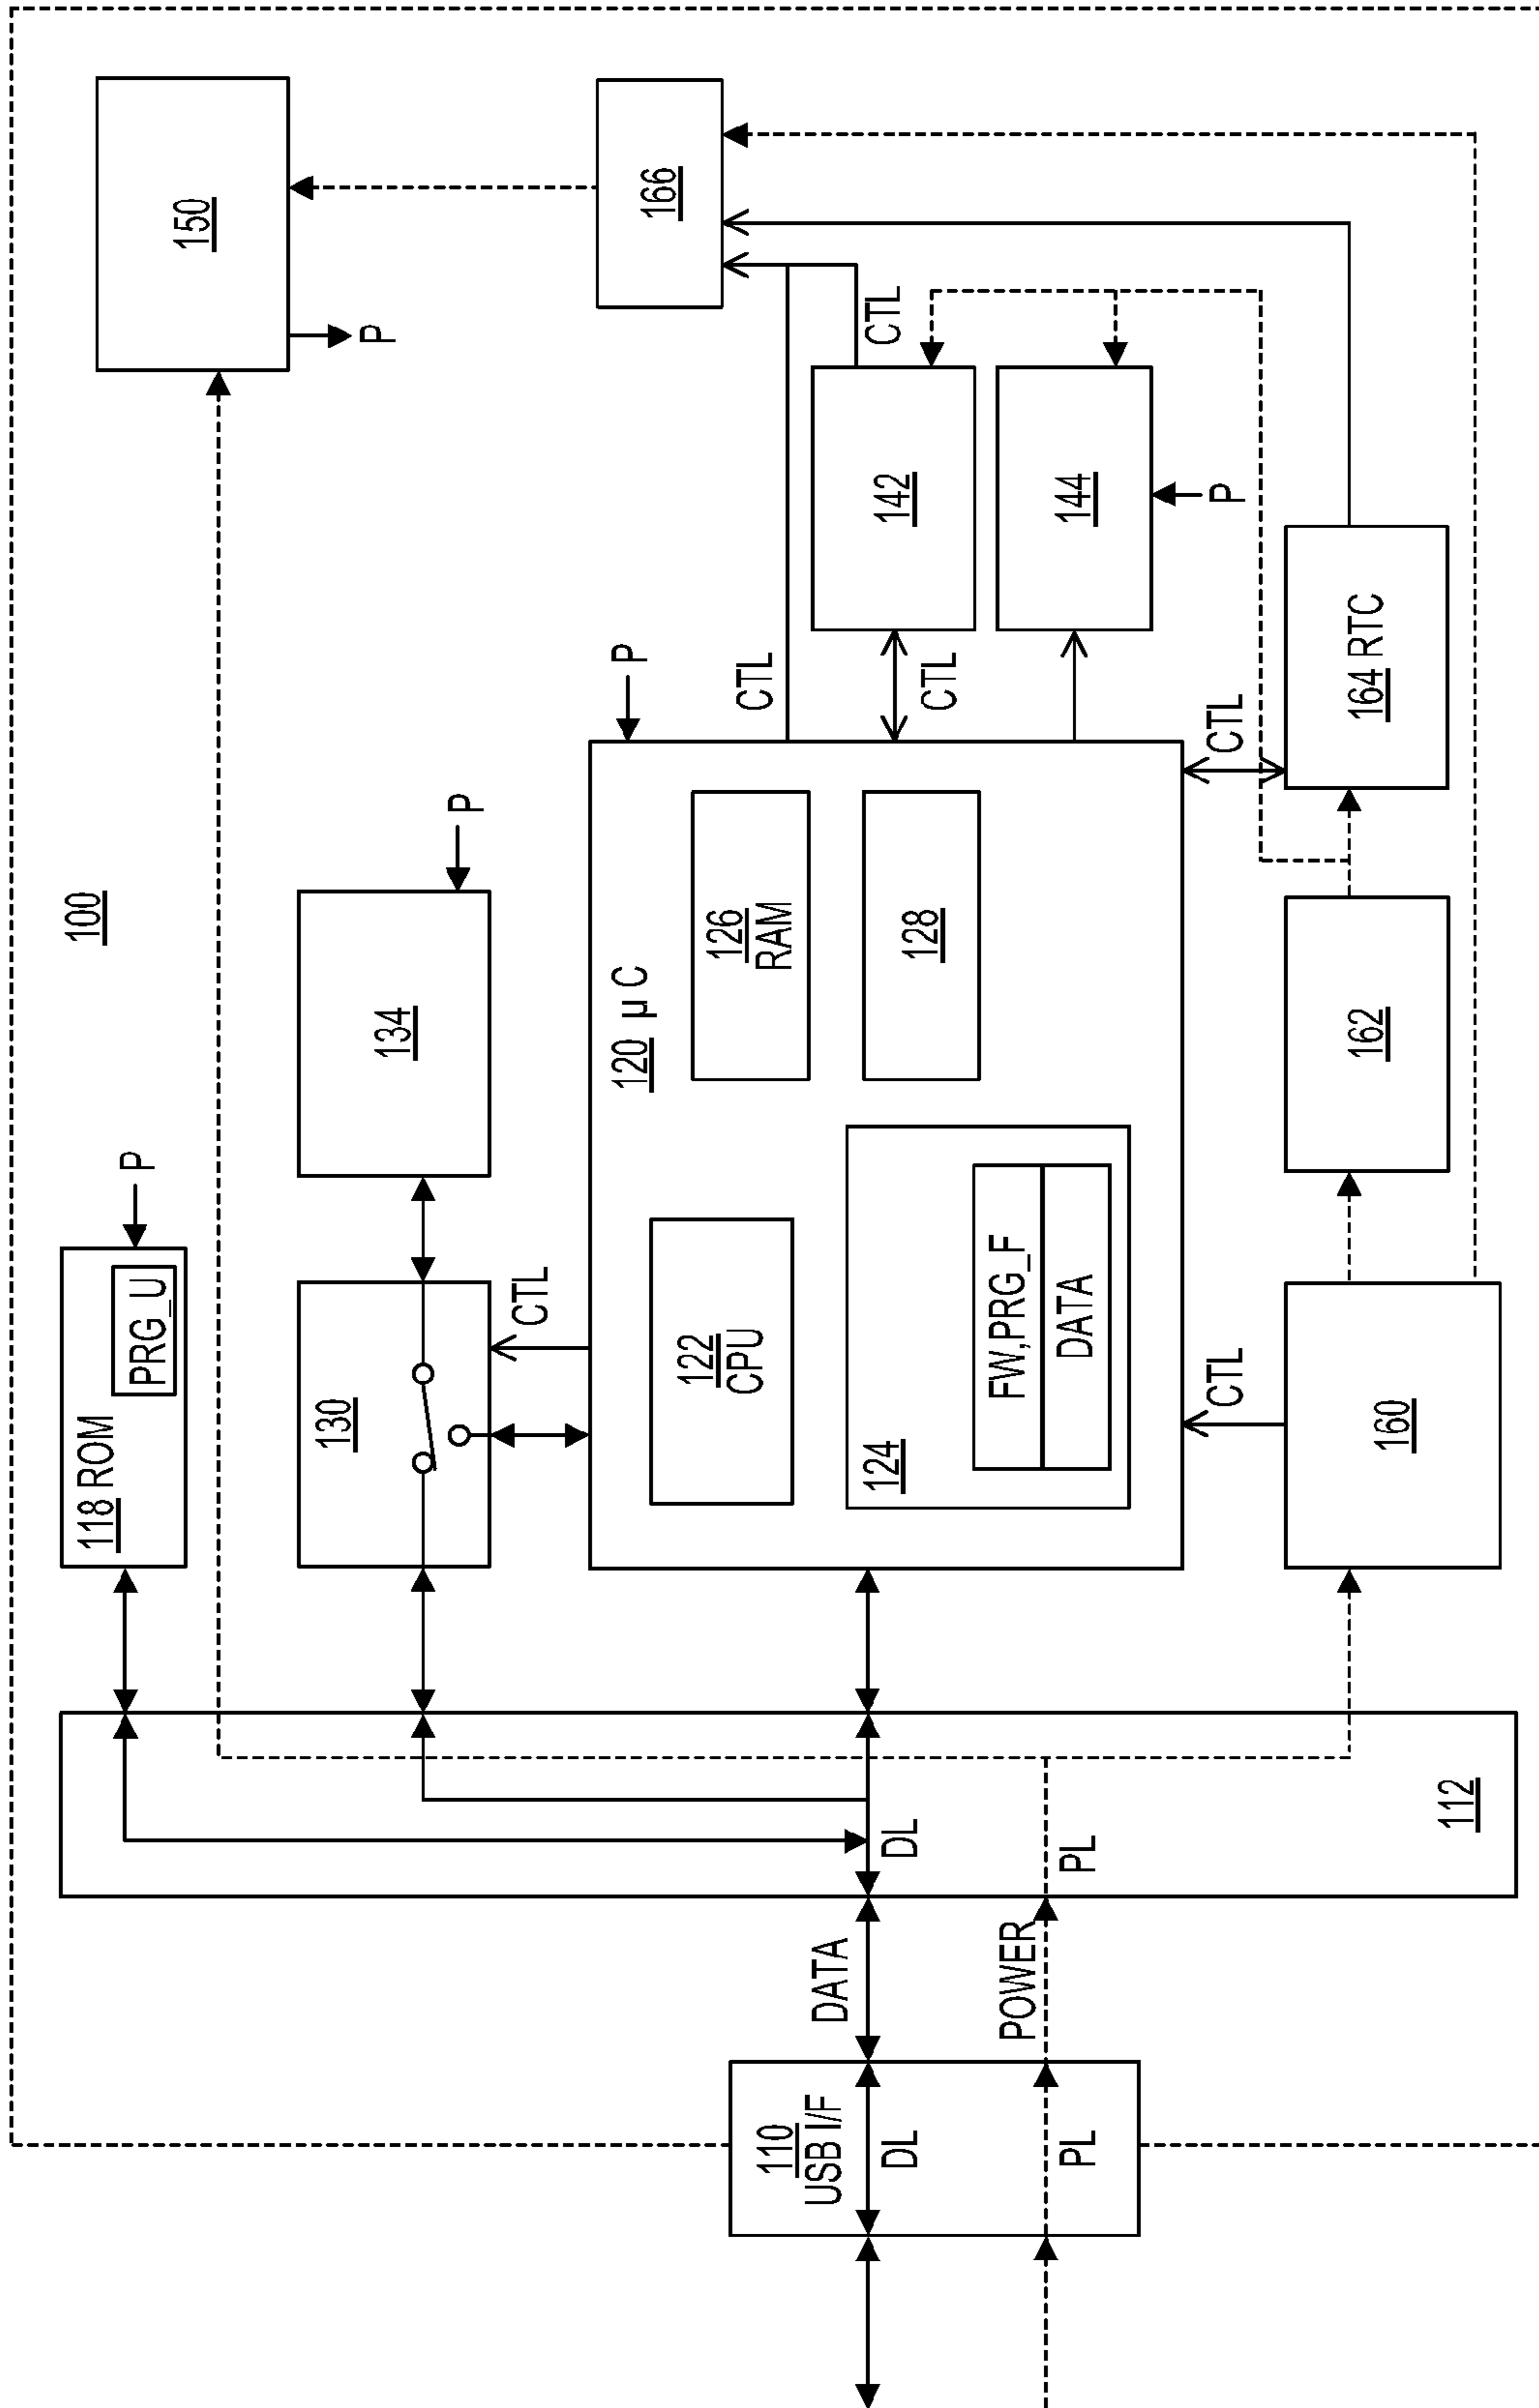 100
118 ROM
PRG_U
P
150
P
130
134
P
CTL
166
120 μ C
P
122
CPU
126
RAM
CTL
124
FW,PRG_F
DATA
128
142
CTL
CTL
144
P
110
USB I/F
DL
PL
DATA
POWER
DL
PL
112
CTL
160
162
CTL
164 RTC